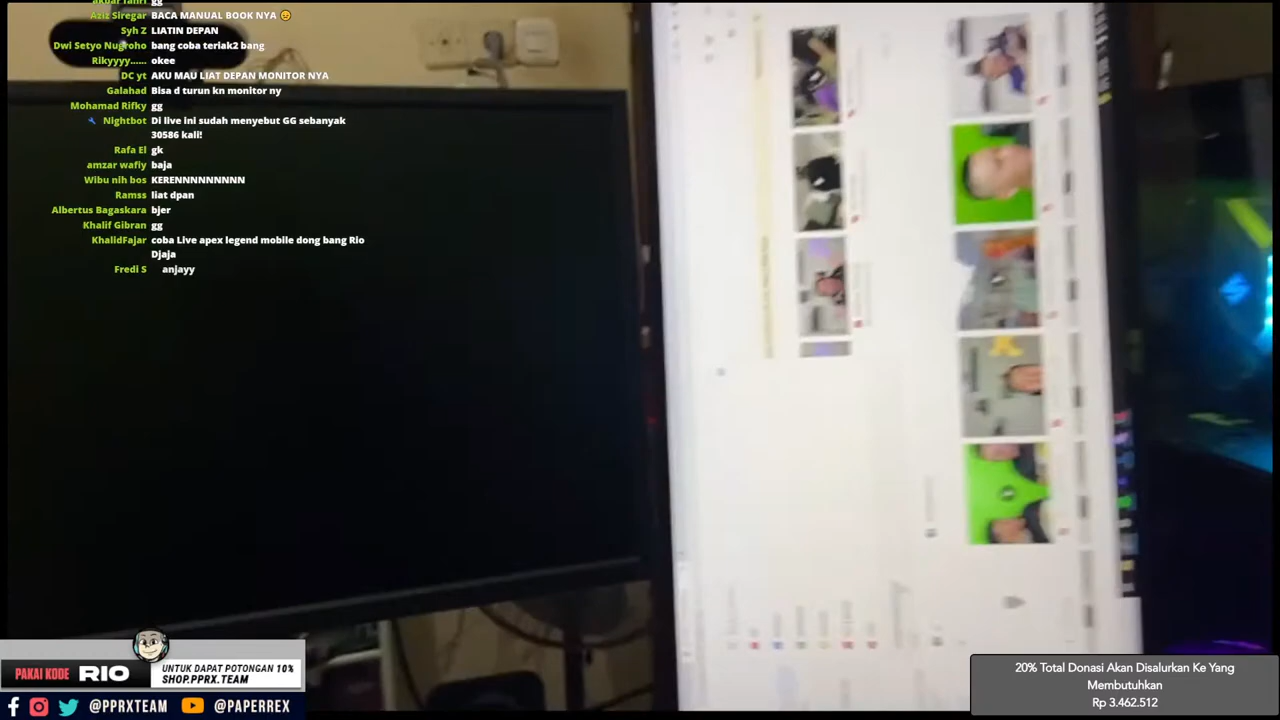 akbar fahri gg
Aziz Siregar BACA MANUAL BOOK NYA 😆
Syh Z LIATIN DEPAN
Dwi Setyo Nugroho bang coba teriak2 bang
Rikyyyy...... okee
DC yt AKU MAU LIAT DEPAN MONITOR NYA
Galahad Bisa d turun kn monitor ny
Mohamad Rifky gg
Nightbot Di live ini sudah menyebut GG sebanyak
30586 kali!
Rafa El gk
amzar wafiy baja
Wibu nih bos KERENNNNNNNNN
Ramss liat dpan
Albertus Bagaskara bjer
Khalif Gibran gg
KhalidFajar coba Live apex legend mobile dong bang Rio
Djaja
Fredi S anjayy
PAKAI KODE RIO
UNTUK DAPAT POTONGAN 10%
SHOP.PPRX.TEAM
@PPRXTEAM @PAPERREX
20% Total Donasi Akan Disalurkan Ke Yang
Membutuhkan
Rp 3.462.512